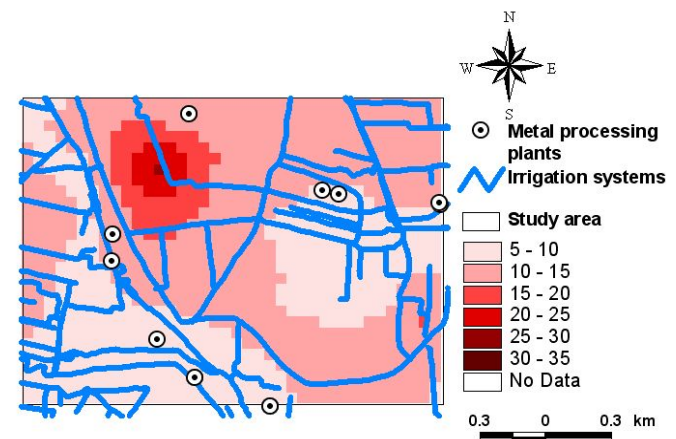 N
W E
S
Metal processing
plants
Irrigation systems
Study area
5 - 10
10 - 15
15 - 20
20 - 25
25 - 30
30 - 35
No Data
0.3 0 0.3 km